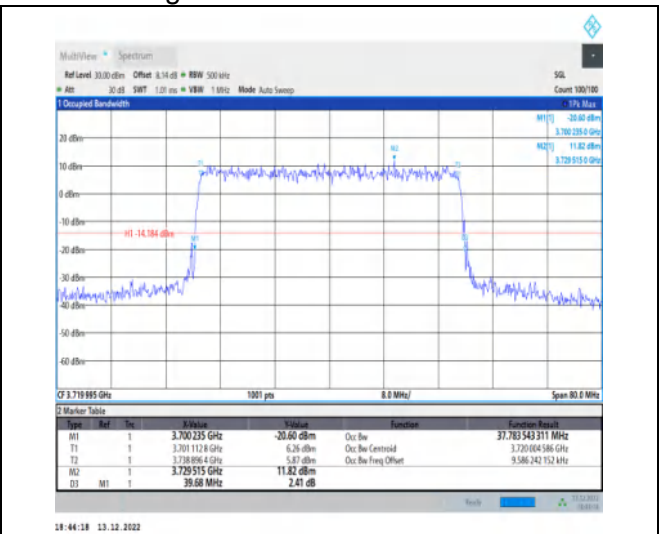 MultiView Spectrum
Ref Level 30.00 dBm Offset 8.14 dB RBW 500 kHz SGL
Att 30 dB SWT 1.01 ms VBW 1 MHz Mode Auto Sweep Count 100/100
1 Occupied Bandwidth 1Pk Max
M1[1] -20.60 dBm
3.700 235 0 GHz
M2[1] 11.82 dBm
3.729 515 0 GHz
20 dBm
M2
T1
10 dBm
0 dBm
-10 dBm
H1 -14.184 dBm
M1
-20 dBm
-30 dBm
-40 dBm
-50 dBm
-60 dBm
CF 3.719 995 GHz 1001 pts 8.0 MHz/ Span 80.0 MHz
2 Marker Table
Type Ref Trc X-Value Y-Value Function Function Result
M1 1 3.700 235 GHz -20.60 dBm Occ Bw 37.783 543 311 MHz
T1 1 3.701 112 8 GHz 6.26 dBm Occ Bw Centroid 3.720 004 586 GHz
T2 1 3.738 896 4 GHz 5.87 dBm Occ Bw Freq Offset 9.586 242 152 kHz
M2 1 3.729 515 GHz 11.82 dBm
D3 M1 1 39.68 MHz 2.41 dB
Ready
18:44:18 13.12.2022